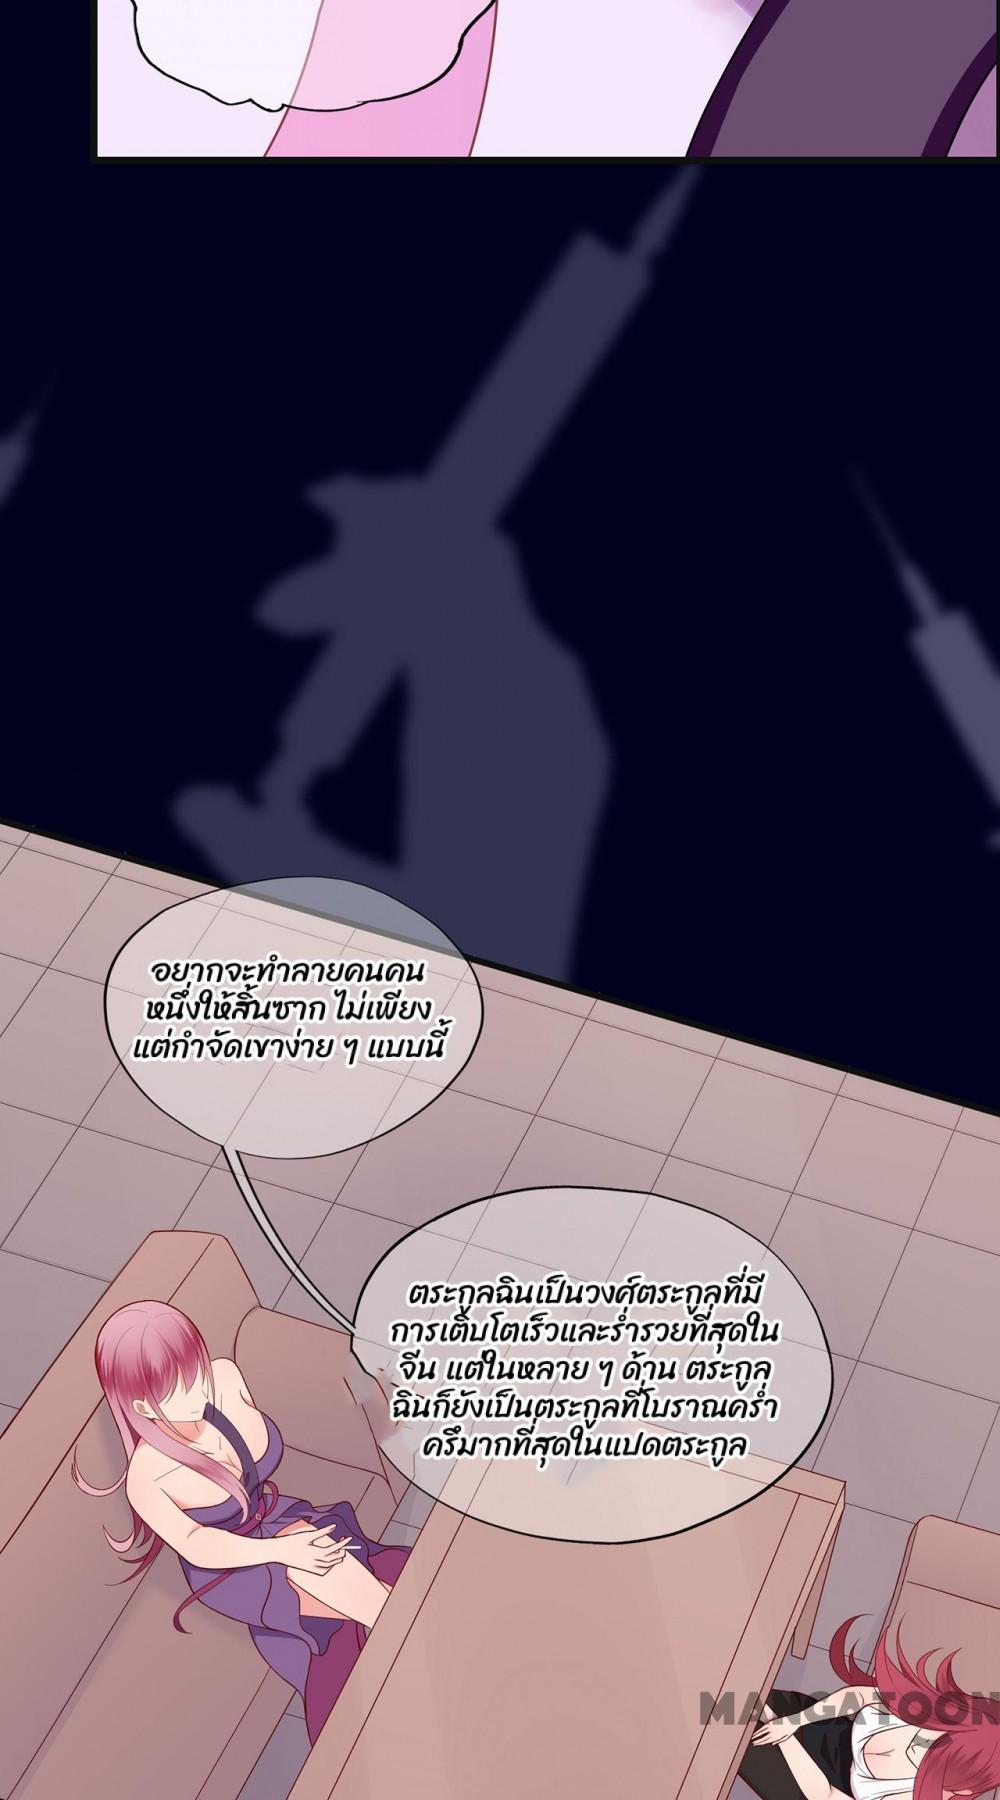 อยากจะทำลายคนคน
หนึ่งให้สิ้นซาก ไม่เพียง
แต่กำจัดเขาง่าย ๆ แบบนี้
ตระกูลฉินเป็นวงศ์ตระกูลที่มี
การเติบโตเร็วและร่ำรวยที่สุดใน
จีน แต่ในหลาย ๆ ด้าน ตระกูล
ฉินก็ยังเป็นตระกูลที่โบราณคร่ำ
ครึมากที่สุดในแปดตระกูล
MANGATOON